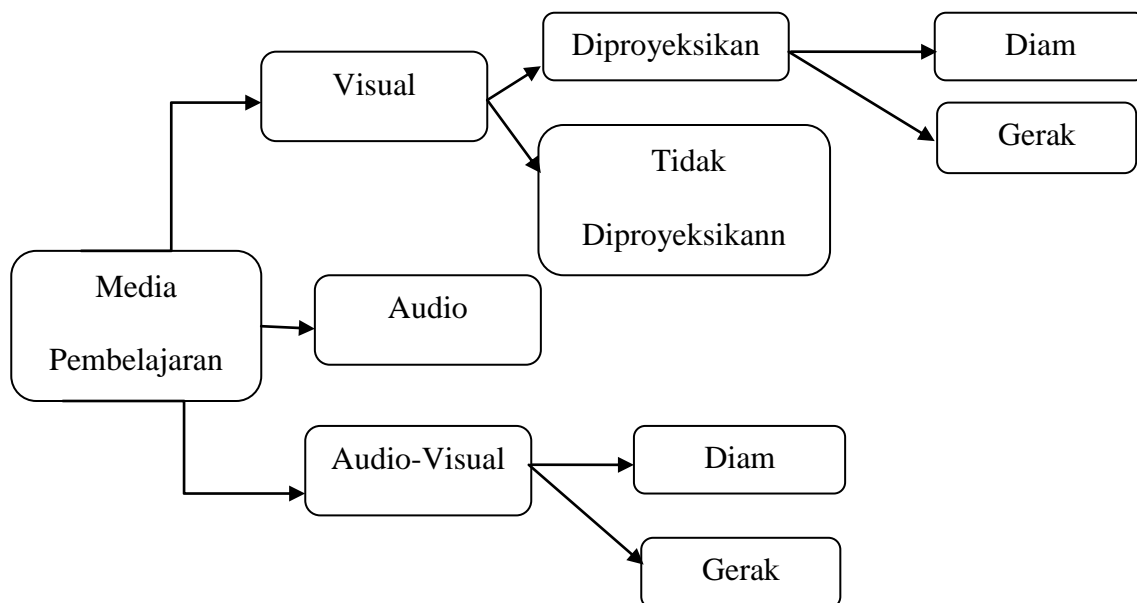 Diproyeksikan
Diam
Visual
Gerak
Tidak
Diproyeksikann
Media
Pembelajaran
Audio
Audio-Visual
Diam
Gerak